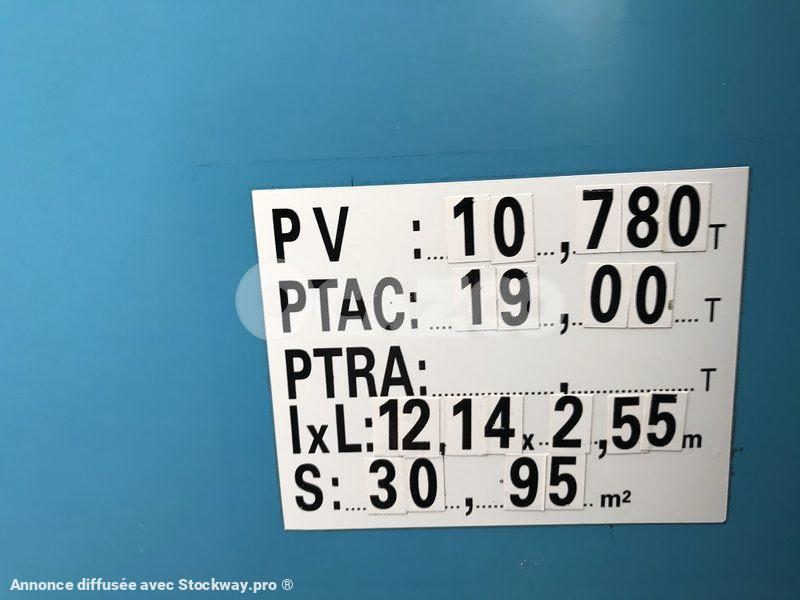 PV : 10,780 T
PTAC: 19,00 T
PTRA: , T
lxL: 12,14 x 2,55 m
S: 30,95 m²
Annonce diffusée avec Stockway.pro ®